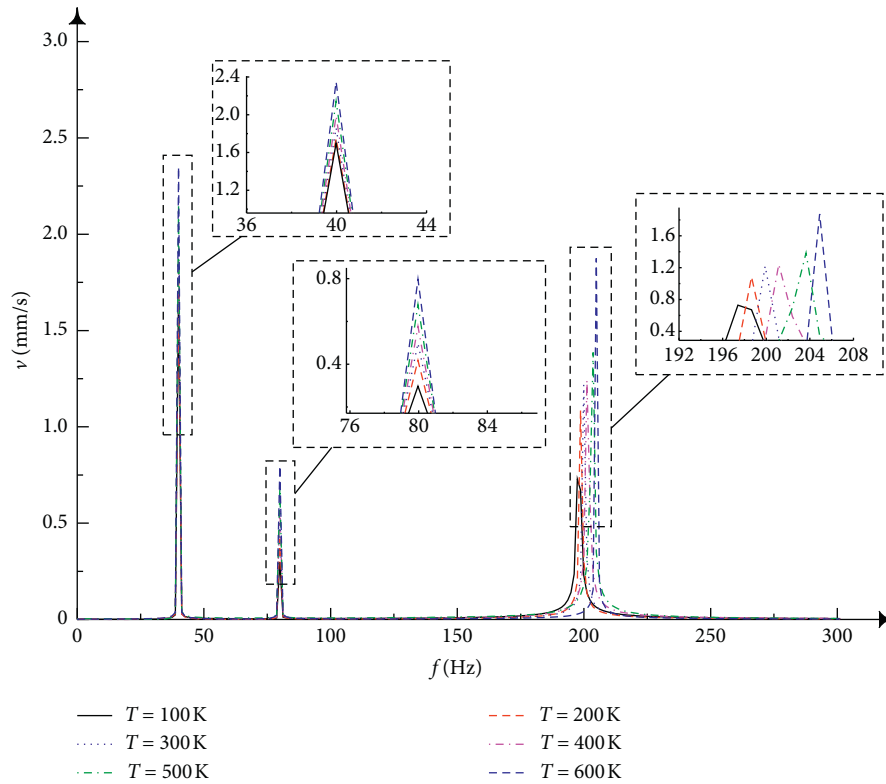 3.0
2.5
2.0
1.5
1.0
0.5
0
ν (mm/s)
2.4
2.0
1.6
1.2
36 40 44
0.8
0.4
76 80 84
1.6
1.2
0.8
0.4
192 196 200 204 208
0 50 100 150 200 250 300
f (Hz)
T = 100 K T = 200 K
T = 300 K T = 400 K
T = 500 K T = 600 K